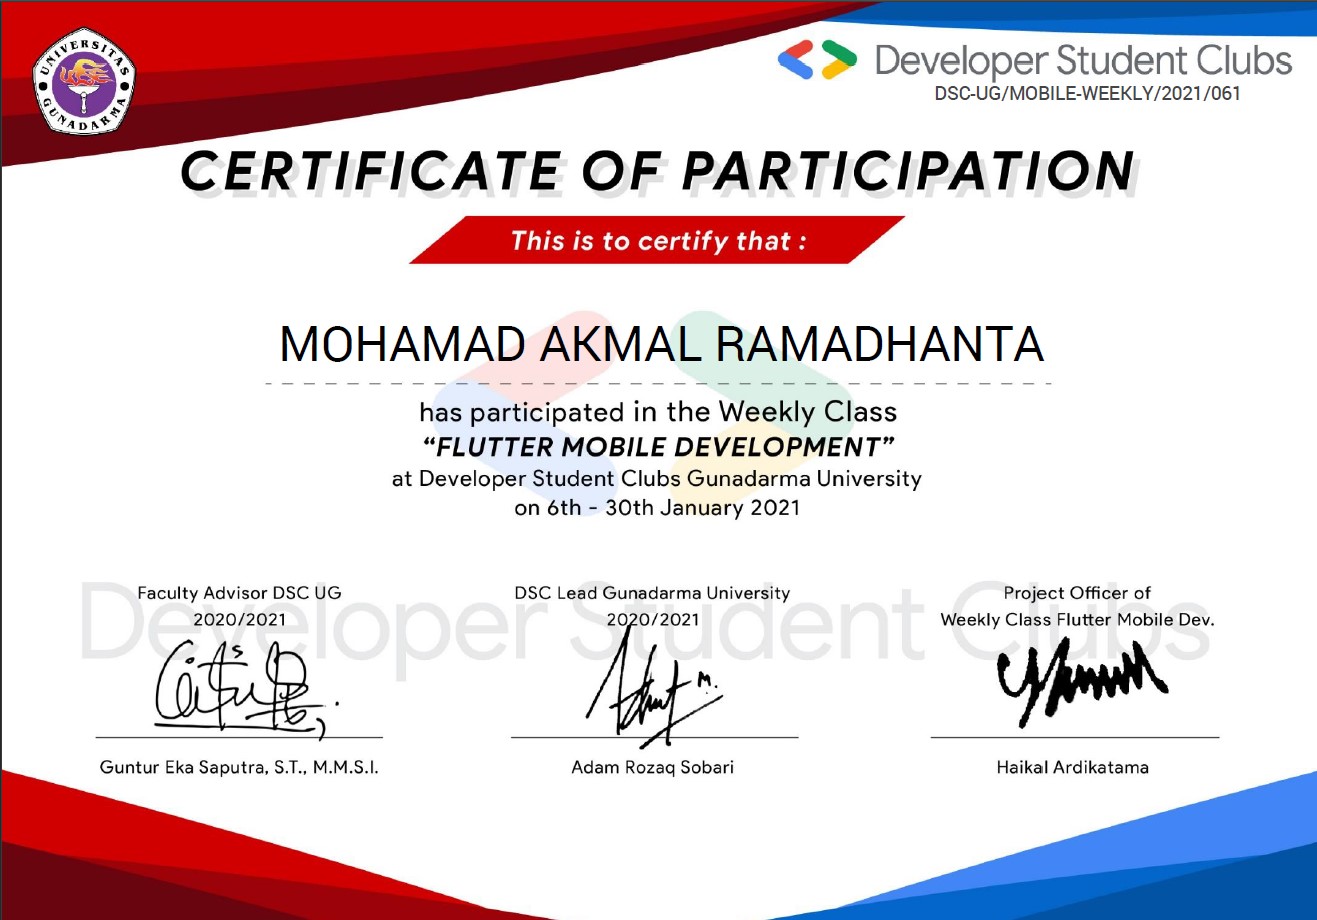 UNIVERSITAS GUNADARMA
Developer Student Clubs
DSC-UG/MOBILE-WEEKLY/2021/061
CERTIFICATE OF PARTICIPATION
This is to certify that :
MOHAMAD AKMAL RAMADHANTA
has participated in the Weekly Class
“FLUTTER MOBILE DEVELOPMENT”
at Developer Student Clubs Gunadarma University
on 6th - 30th January 2021
Developer Student Clubs
Faculty Advisor DSC UG
2020/2021
Guntur Eka Saputra, S.T., M.M.S.I.
DSC Lead Gunadarma University
2020/2021
Adam Rozaq Sobari
Project Officer of
Weekly Class Flutter Mobile Dev.
Haikal Ardikatama